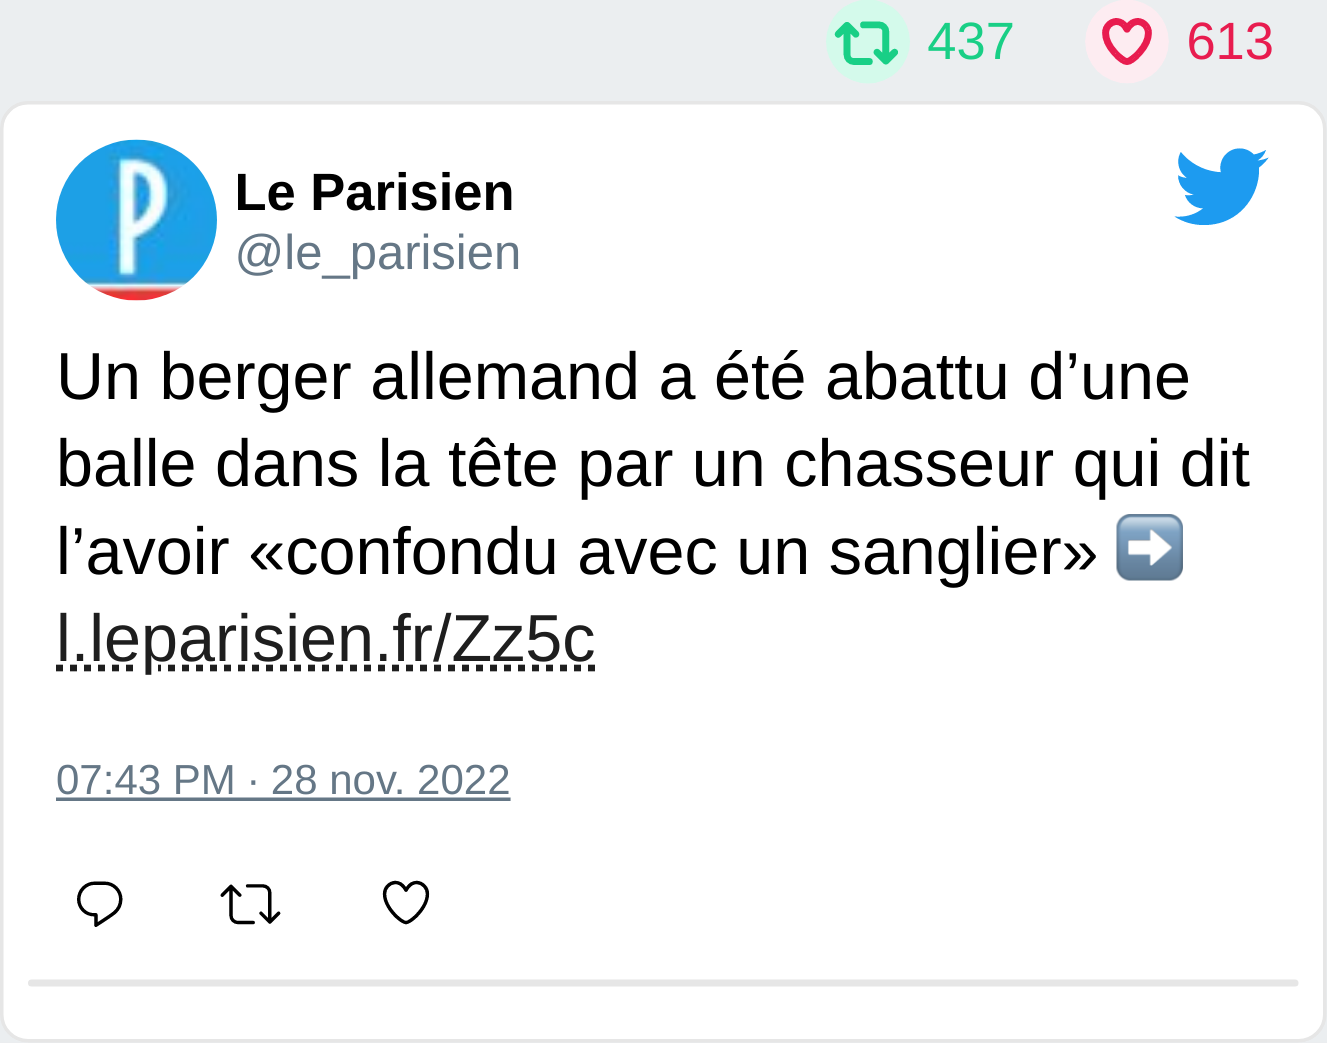 437 613
Le Parisien
@le_parisien
Un berger allemand a été abattu d’une
balle dans la tête par un chasseur qui dit
l’avoir «confondu avec un sanglier» ➡️
l.leparisien.fr/Zz5c
07:43 PM · 28 nov. 2022